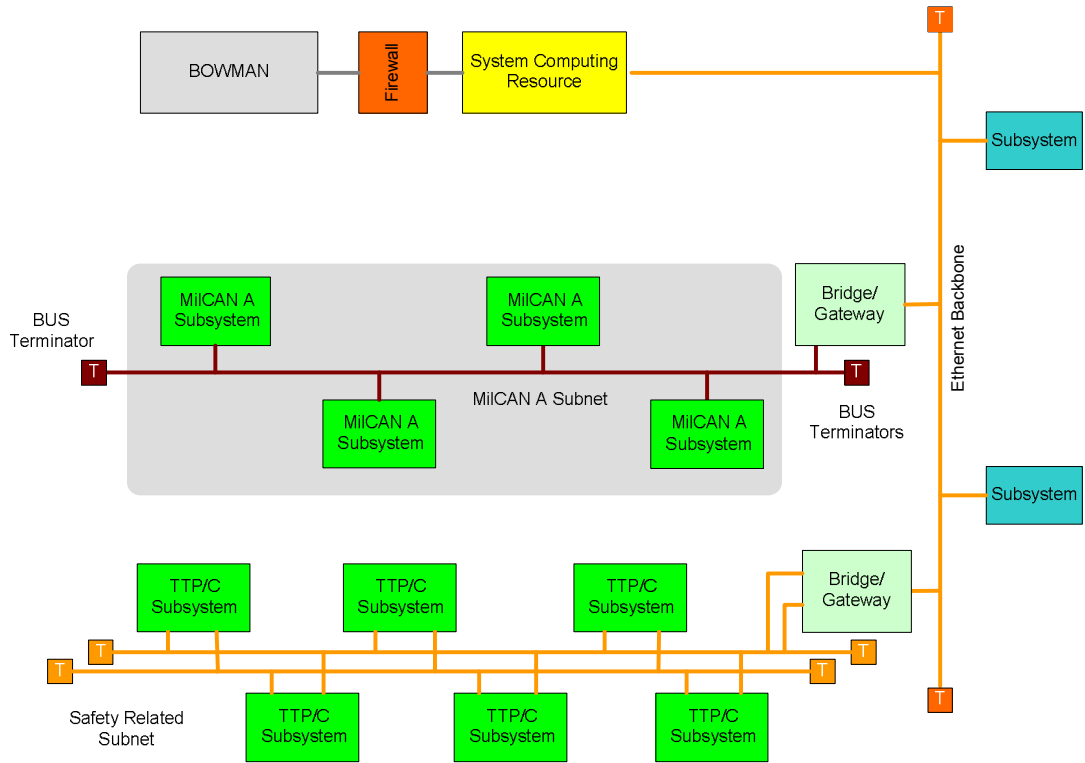 T
BOWMAN
Firewall
System Computing
Resource
Subsystem
Ethernet Backbone
MilCAN A
Subsystem
MilCAN A
Subsystem
Bridge/
Gateway
BUS
Terminator
T
T
MilCAN A Subnet
MilCAN A
Subsystem
MilCAN A
Subsystem
BUS
Terminators
Subsystem
TTP/C
Subsystem
TTP/C
Subsystem
TTP/C
Subsystem
Bridge/
Gateway
T
T
T
T
T
Safety Related
Subnet
TTP/C
Subsystem
TTP/C
Subsystem
TTP/C
Subsystem